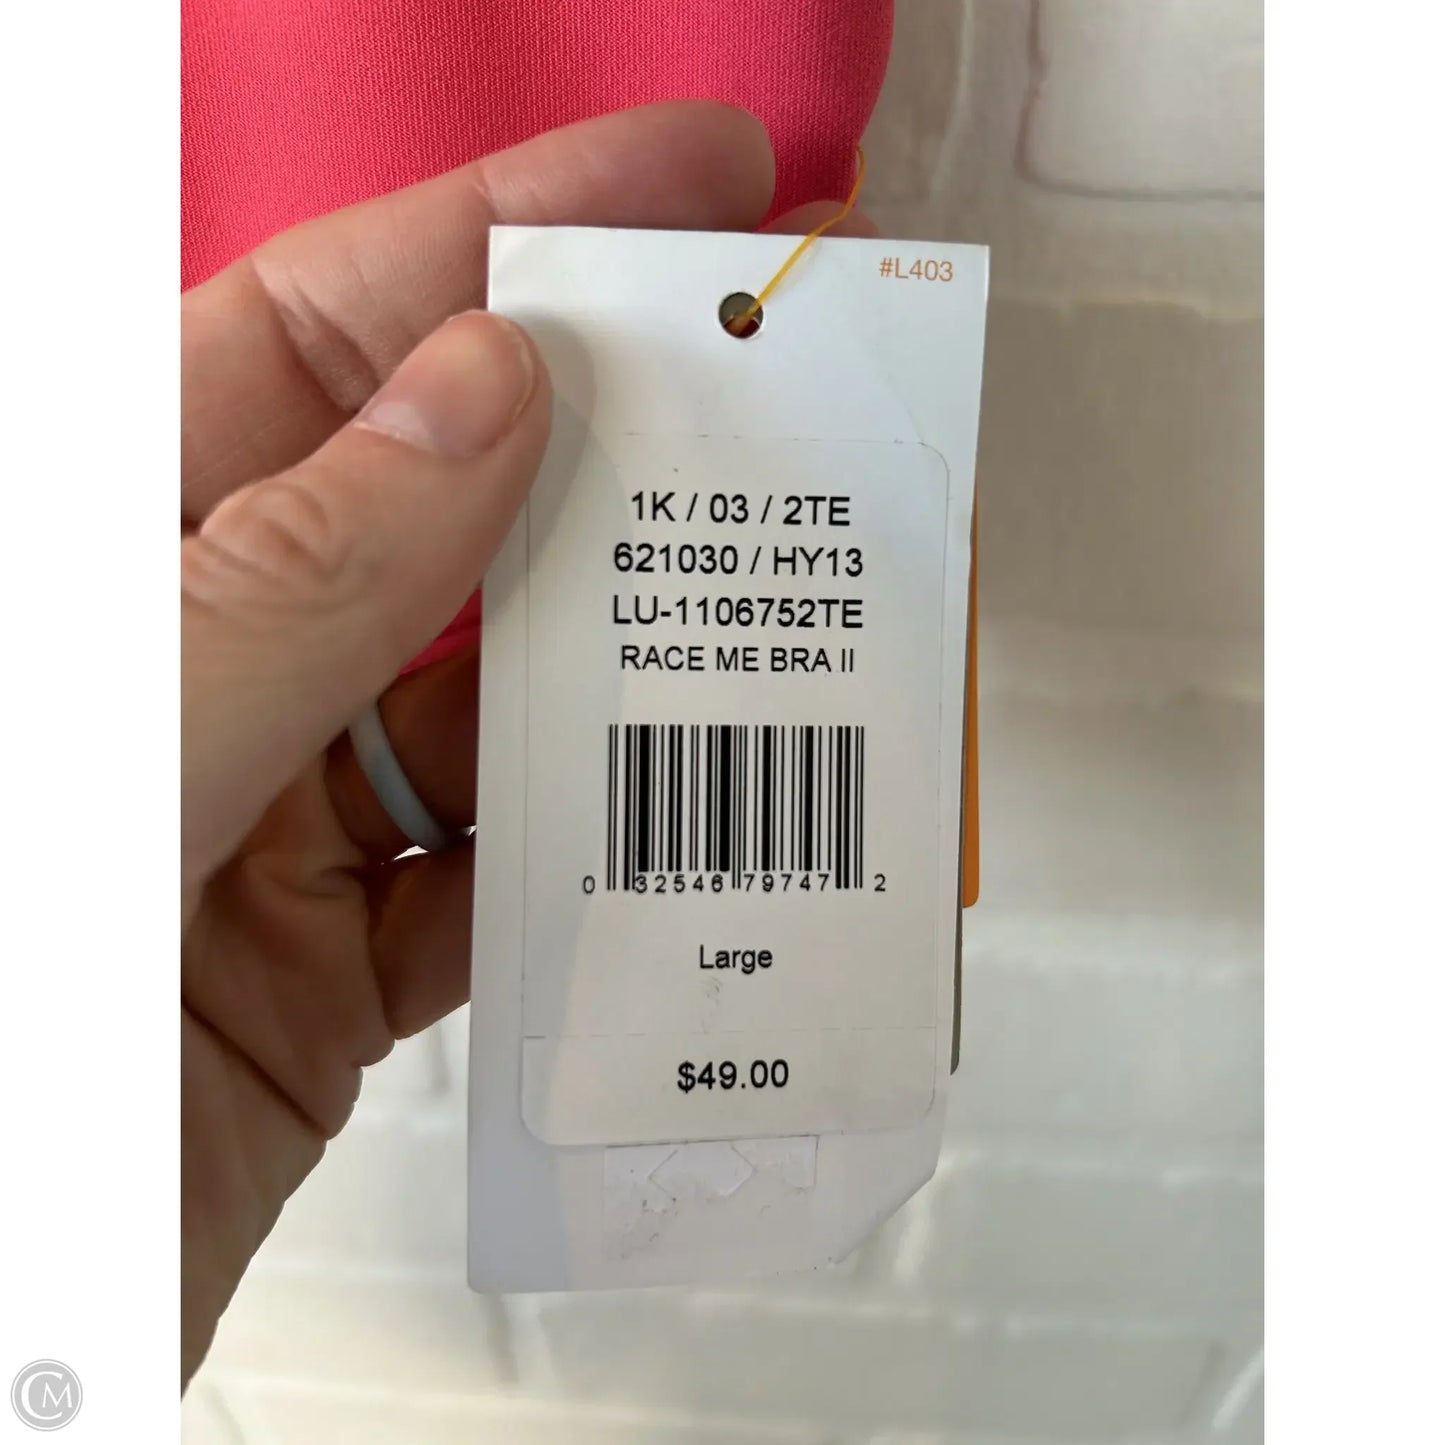 #L403
1K / 03 / 2TE
621030 / HY13
LU-1106752TE
RACE ME BRA II
0 32546 79747 2
Large
$49.00
CM